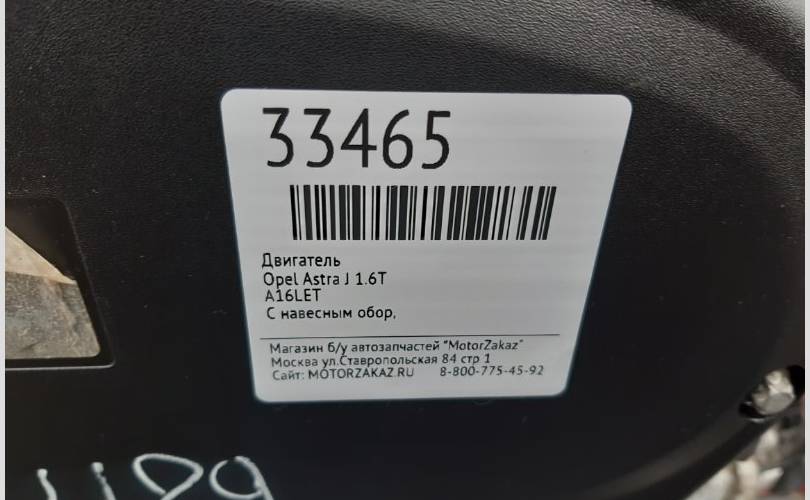 33465
Двигатель
Opel Astra J 1.6T
A16LET
С навесным обор,
Магазин б/у автозапчастей "MotorZakaz"
Москва ул.Ставропольская 84 стр 1
Сайт: MOTORZAKAZ.RU 8-800-775-45-92